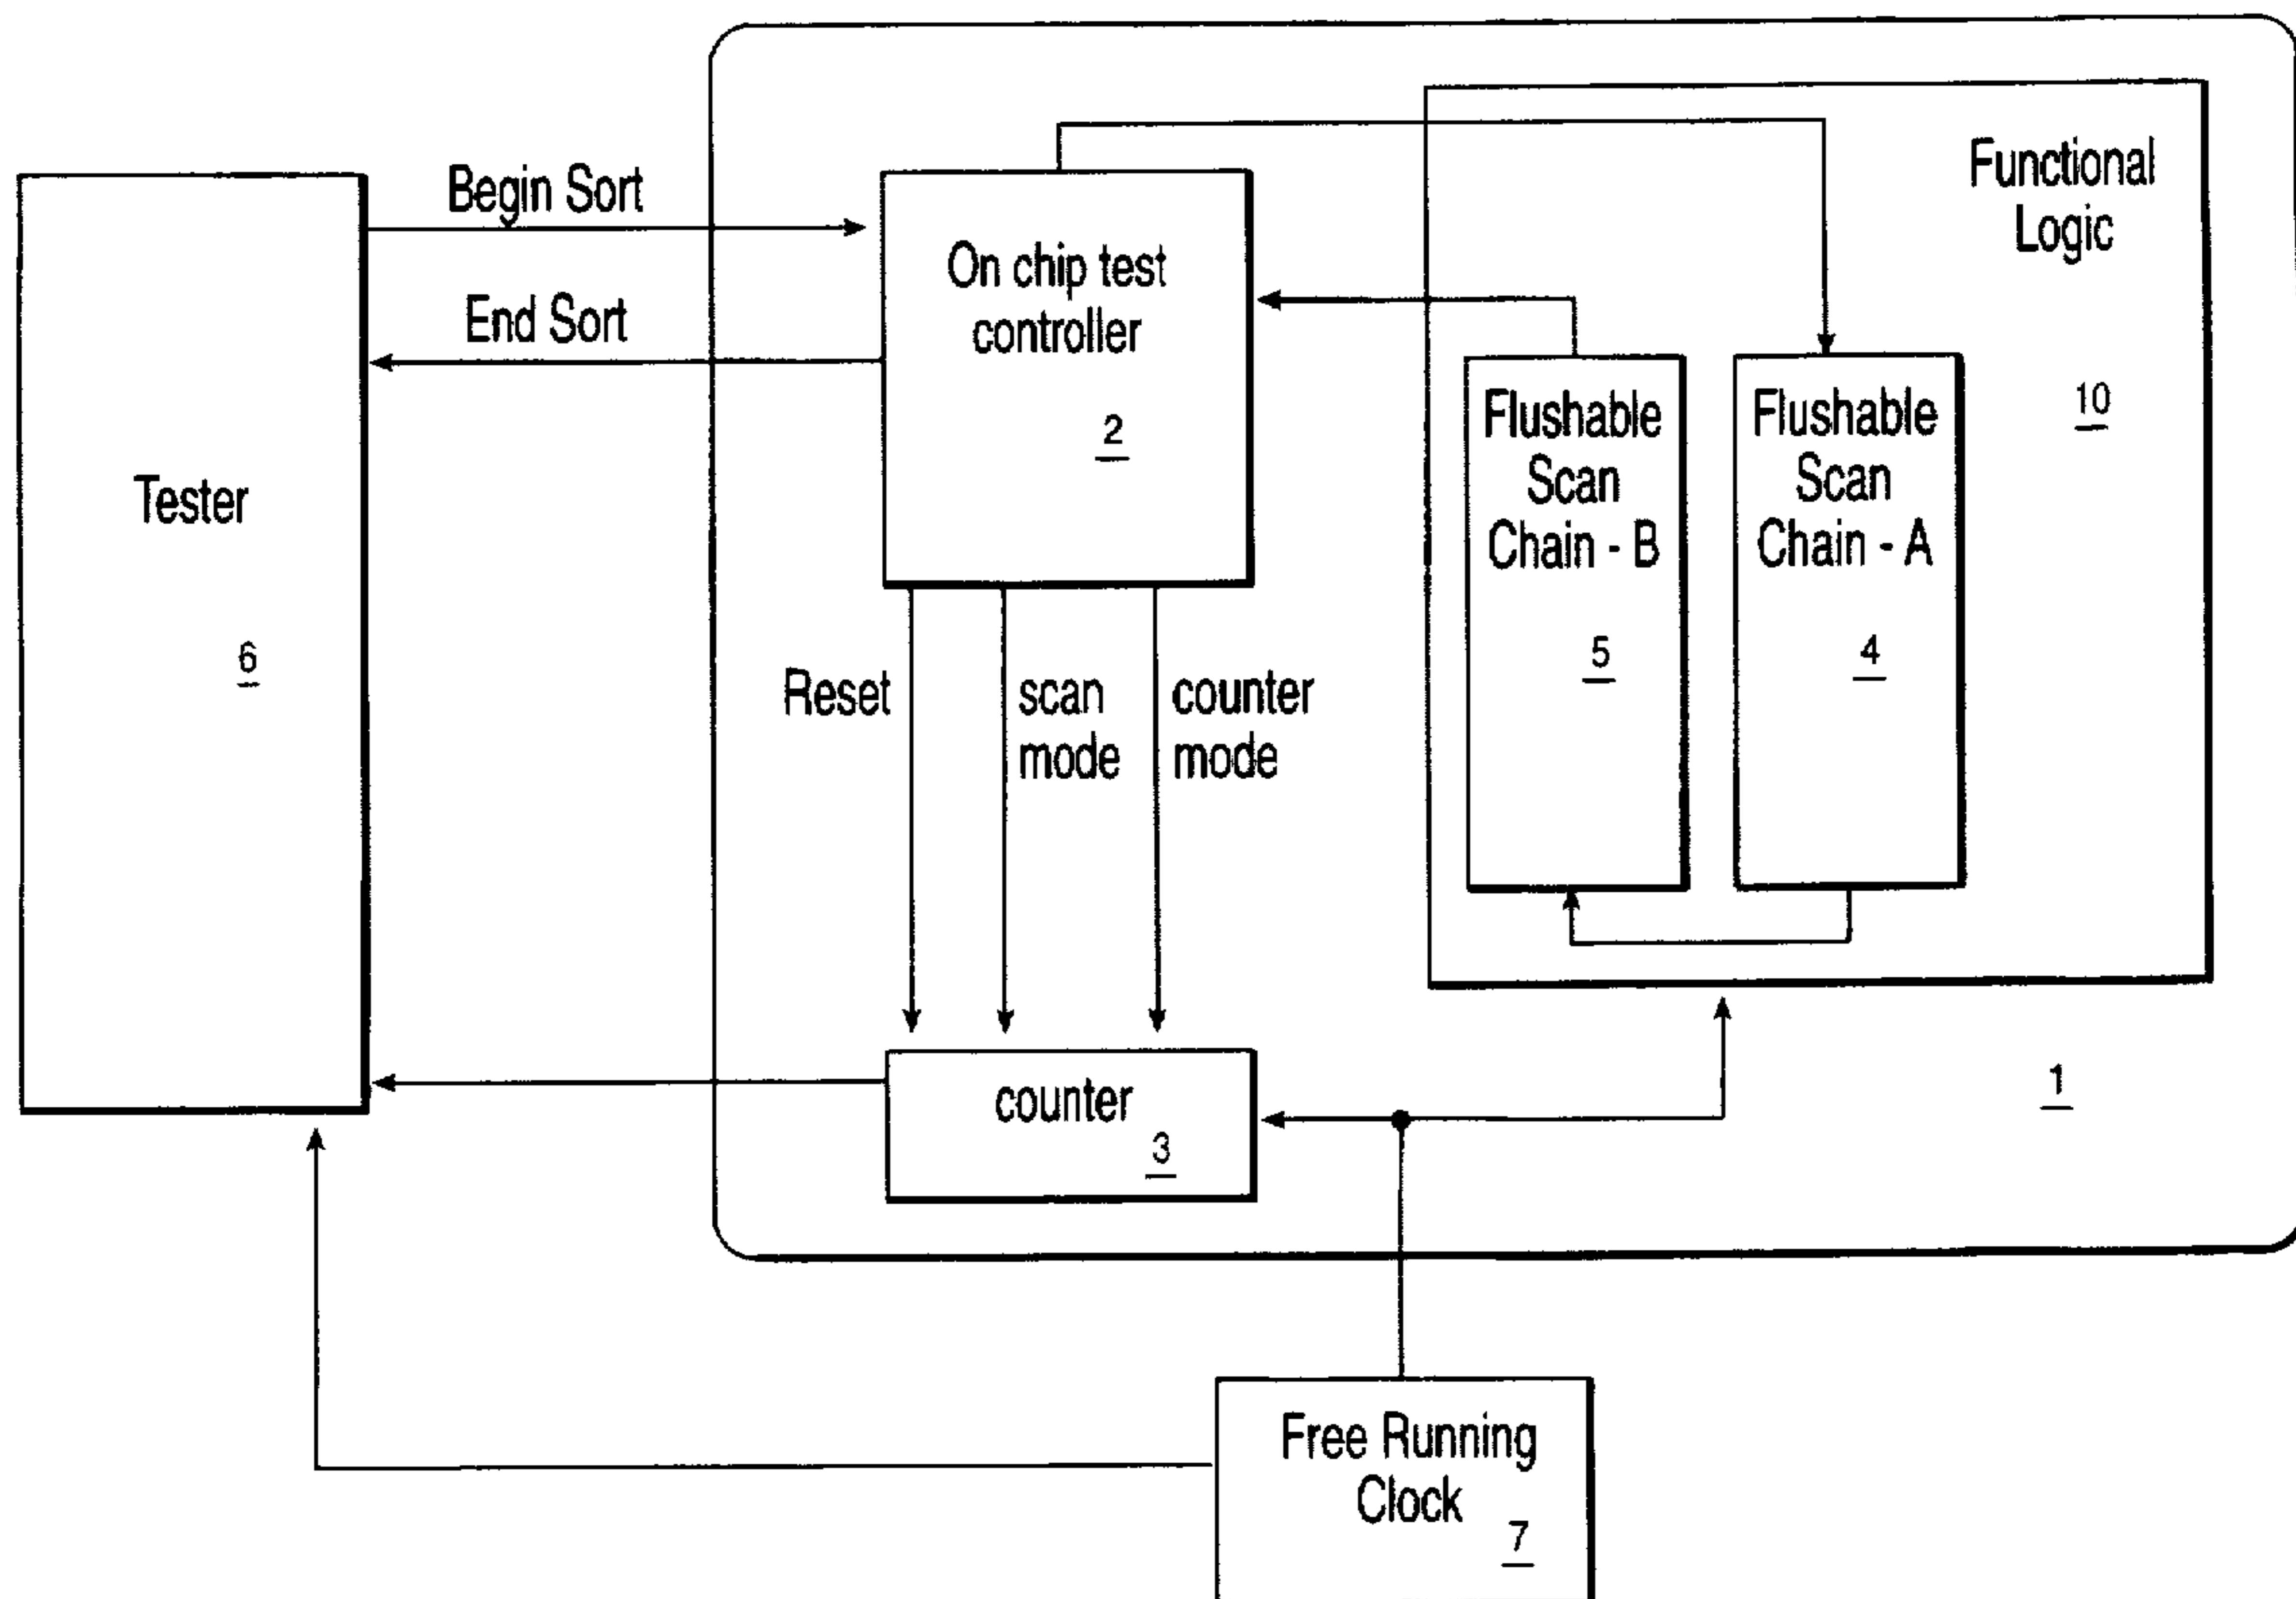 Begin Sort
End Sort
Tester
6
On chip test
controller
2
Reset
scan
mode
counter
mode
counter
3
Functional
Logic
10
Flushable
Scan
Chain - B
5
Flushable
Scan
Chain - A
4
1
Free Running
Clock
7